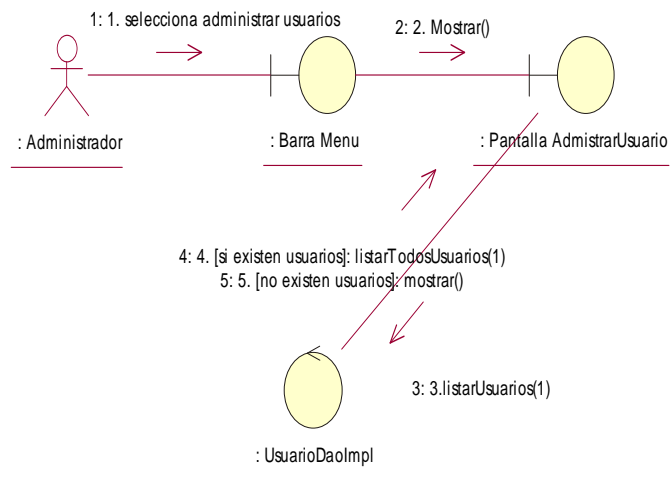 1: 1. selecciona administrar usuarios
2: 2. Mostrar()
: Administrador
: Barra Menu
: Pantalla AdmistrarUsuario
4: 4. [si existen usuarios]: listarTodosUsuarios(1)
5: 5. [no existen usuarios]: mostrar()
3: 3.listarUsuarios(1)
: UsuarioDaoImpl